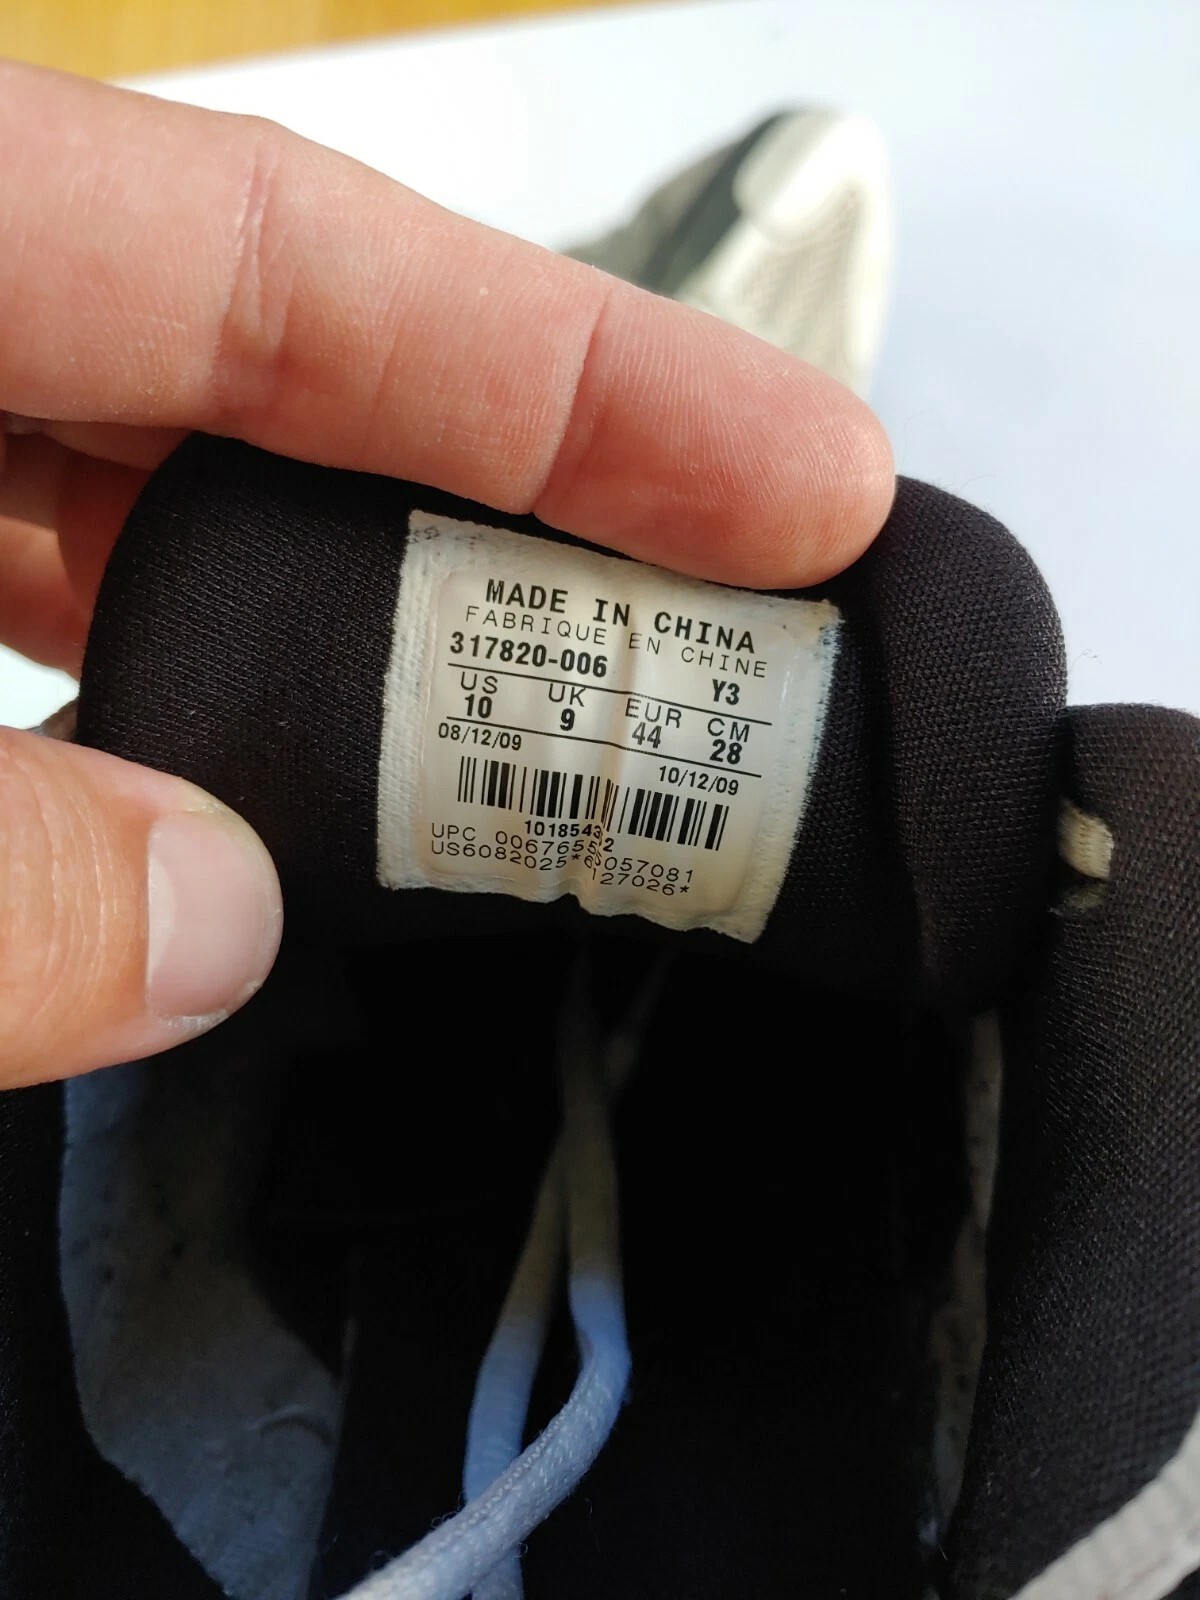 MADE IN CHINA
FABRIQUE EN CHINE
317820-006 Y3
US UK EUR CM
10 9 44 28
08/12/09 10/12/09
UPC